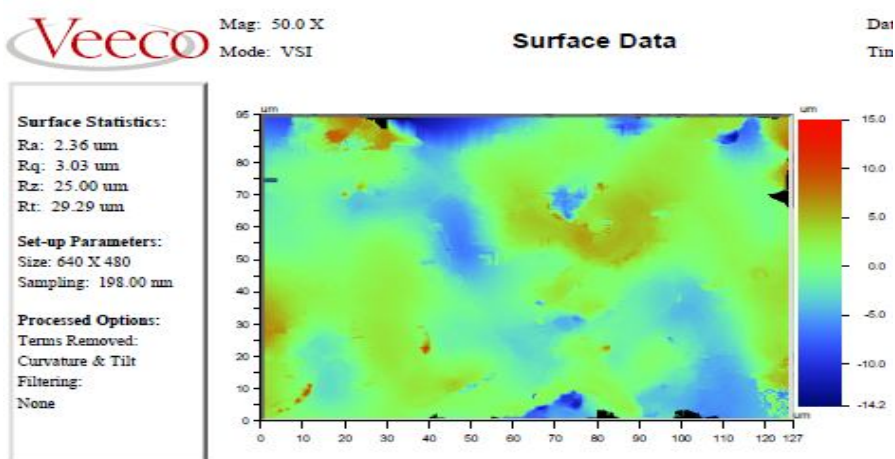 Veeco
Mag: 50.0 X
Mode: VSI
Surface Data
Dat
Tim
Surface Statistics:
Ra: 2.36 um
Rq: 3.03 um
Rz: 25.00 um
Rt: 29.29 um
Set-up Parameters:
Size: 640 X 480
Sampling: 198.00 nm
Processed Options:
Terms Removed:
Curvature & Tilt
Filtering:
None
um
95
80
70
60
50
40
30
20
10
0
0 10 20 30 40 50 60 70 80 90 100 110 120 127
um
um
15.0
10.0
5.0
0.0
-5.0
-10.0
-14.2